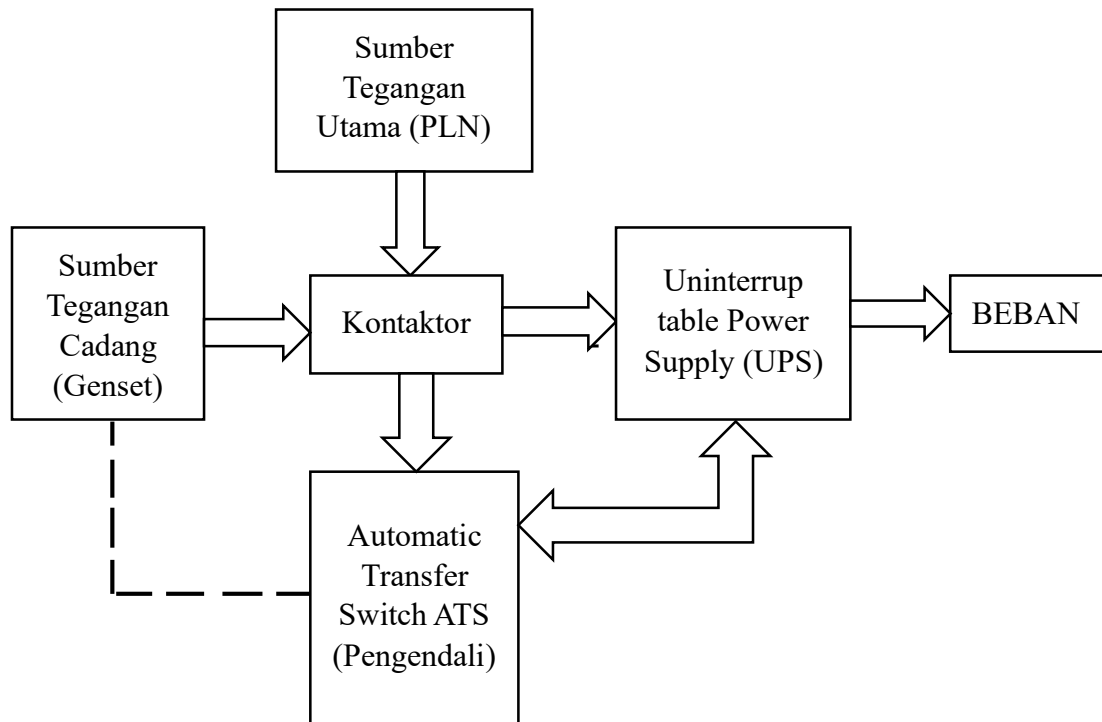 Sumber
Tegangan
Utama (PLN)
Sumber
Tegangan
Cadang
(Genset)
Kontaktor
Uninterrup
table Power
Supply (UPS)
BEBAN
Automatic
Transfer
Switch ATS
(Pengendali)